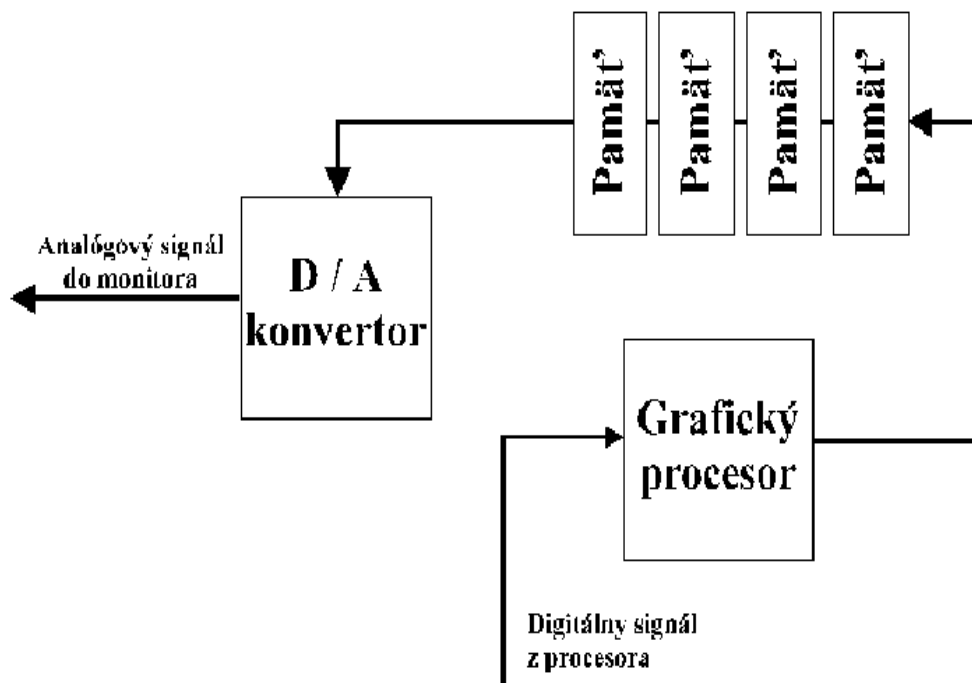 Pamäť
Pamäť
Pamäť
Pamäť
Analógový signál
do monitora
D / A
konvertor
Grafický
procesor
Digitálny signál
z procesora